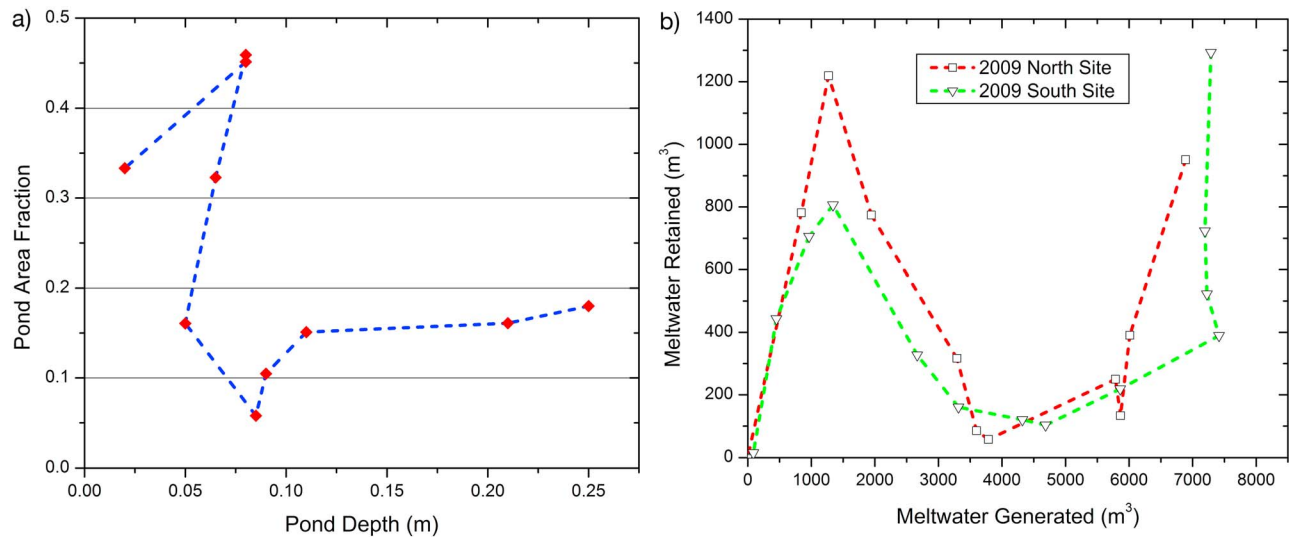 a)
0.5
0.4
0.3
0.2
0.1
0.0
Pond Area Fraction
0.00 0.05 0.10 0.15 0.20 0.25
Pond Depth (m)
b)
1400
1200
1000
800
600
400
200
0
Meltwater Retained (m³)
2009 North Site
2009 South Site
0 1000 2000 3000 4000 5000 6000 7000 8000
Meltwater Generated (m³)